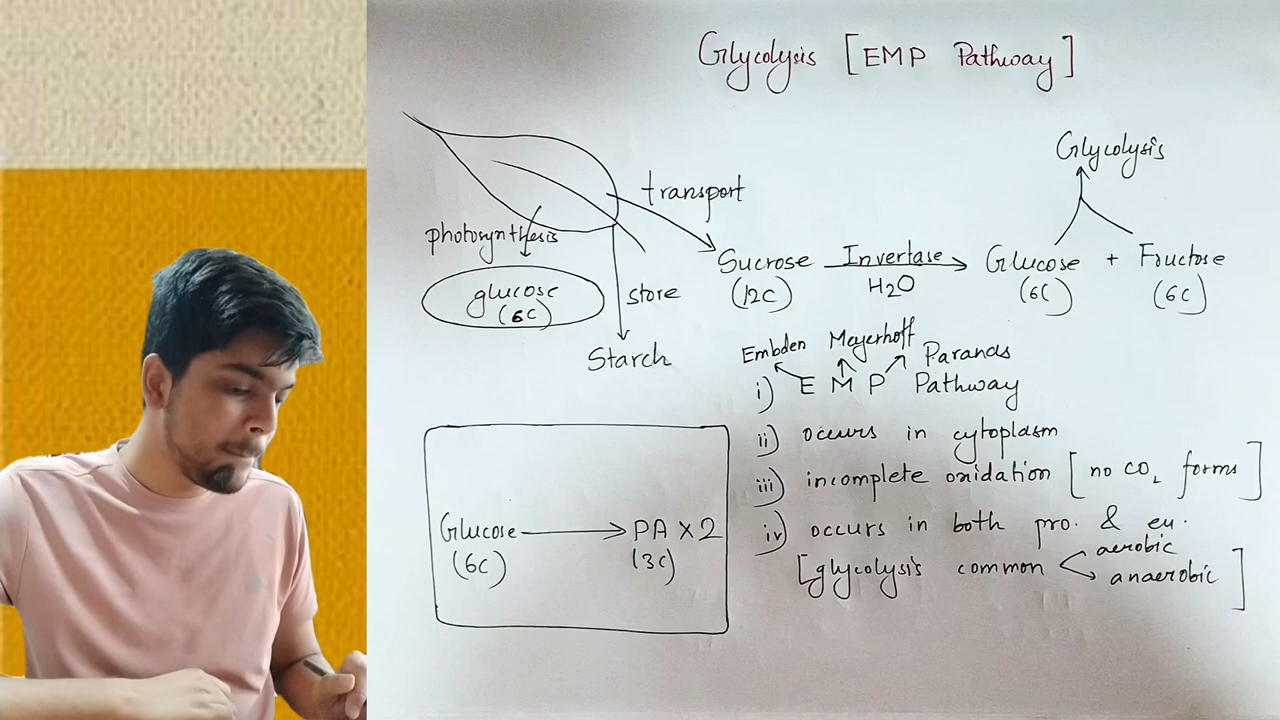 Glycolysis [EMP Pathway]
Glycolysis
transport
photosynthesis
glucose
(6C)
store
Starch
Sucrose
(12C)
Invertase
H2O
Glucose + Fructose
(6C) (6C)
Embden Meyerhoff Paranas
i) E M P Pathway
ii) occurs in cytoplasm
iii) incomplete oxidation [no CO2 forms]
iv) occurs in both pro. & eu.
[glycolysis common aerobic
anaerobic]
Glucose PA X 2
(6C) (3C)